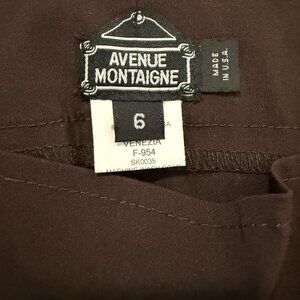 AVENUE
MONTAIGNE
MADE
IN U.S.A.
6
VENEZIA
F-954
SK0035